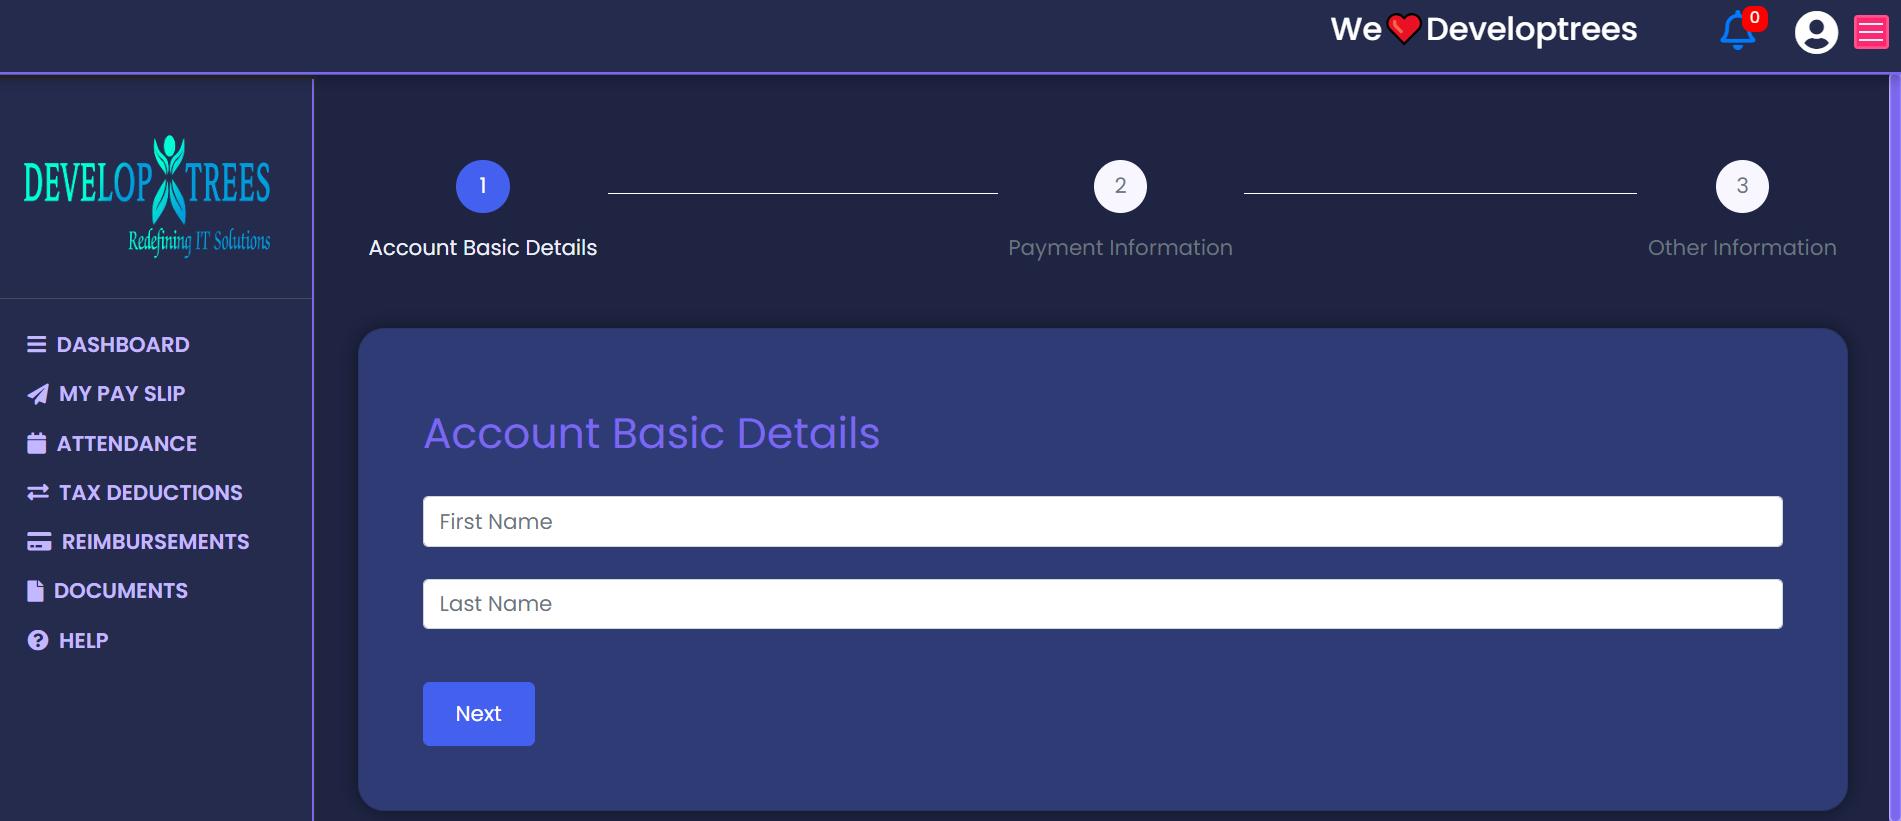 We Developtrees
0
DEVELOP TREES
Redefining IT Solutions
DASHBOARD
MY PAY SLIP
ATTENDANCE
TAX DEDUCTIONS
REIMBURSEMENTS
DOCUMENTS
HELP
1
2
3
Account Basic Details
Payment Information
Other Information
Account Basic Details
First Name
Last Name
Next